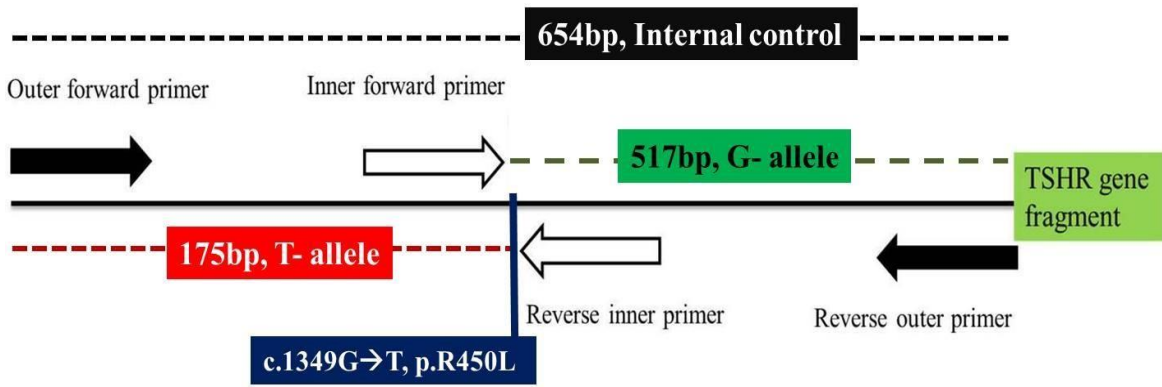 654bp, Internal control
Outer forward primer
Inner forward primer
517bp, G- allele
TSHR gene
fragment
175bp, T- allele
Reverse inner primer
Reverse outer primer
c.1349G→T, p.R450L